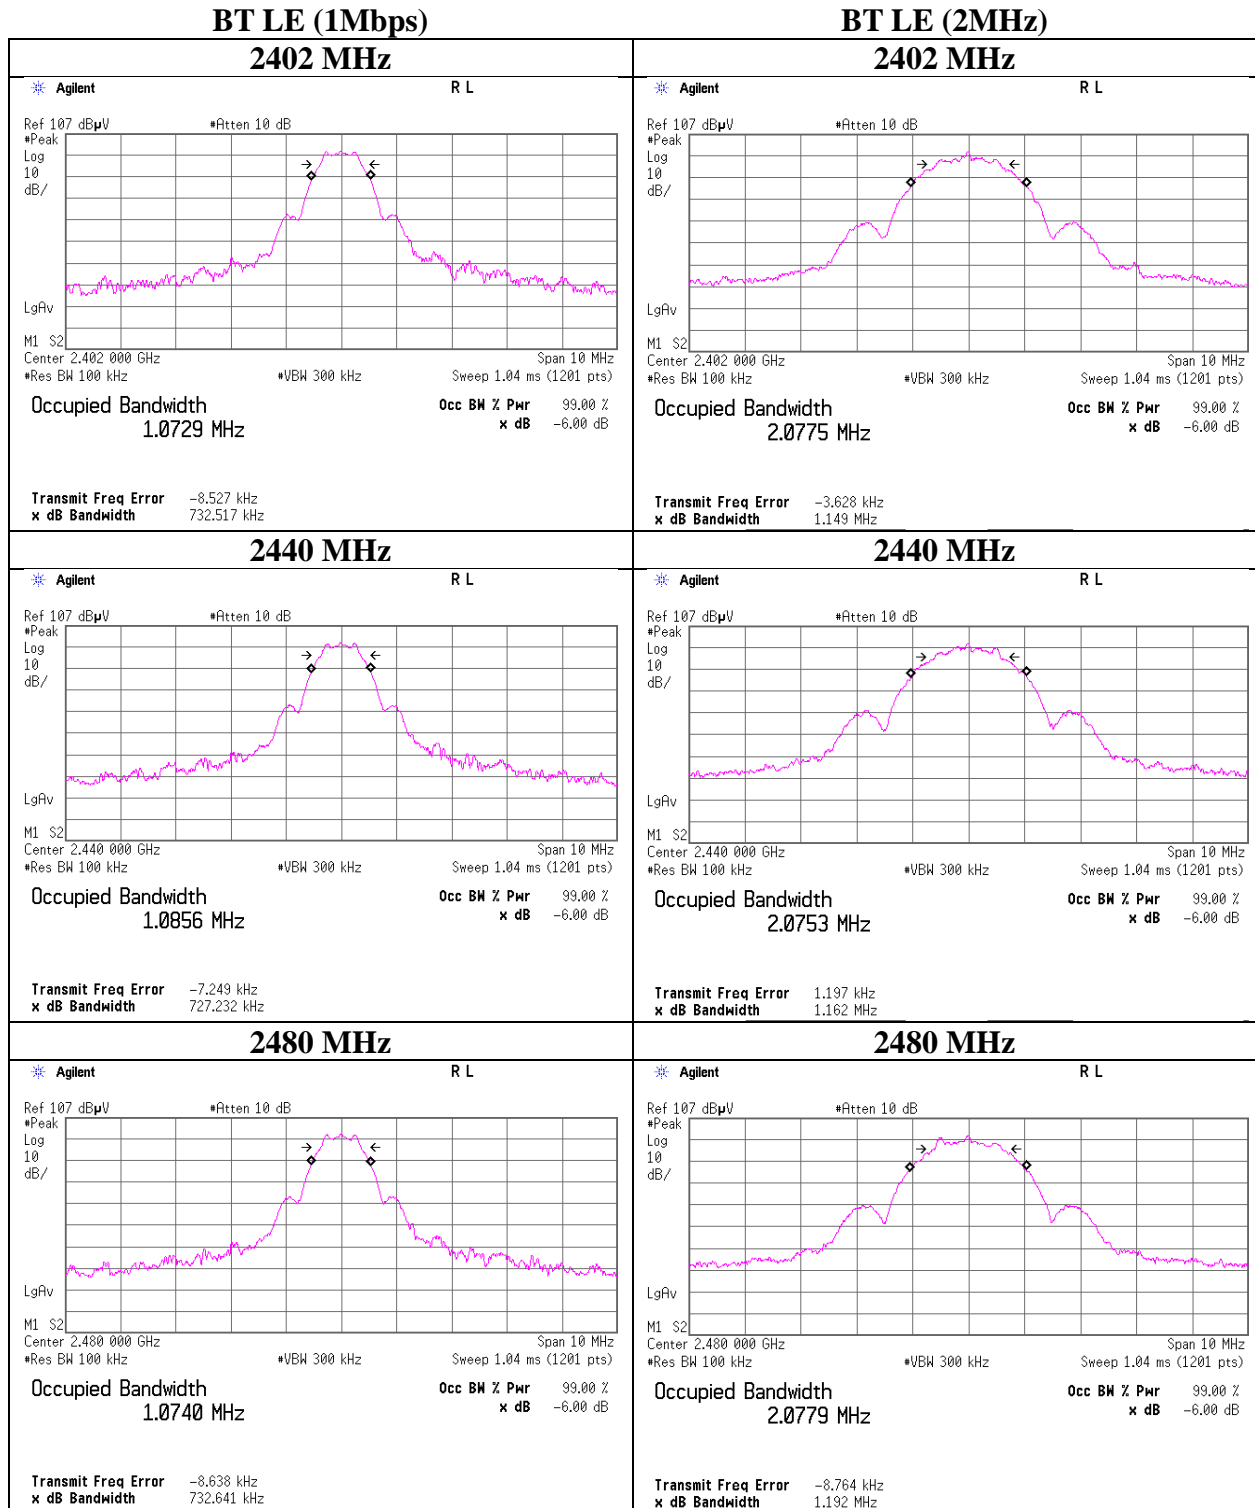 BT LE (1Mbps)
2402 MHz
Agilent R L
Ref 107 dBµV #Atten 10 dB
#Peak
Log
10
dB/
LgAv
M1 S2
Center 2.402 000 GHz Span 10 MHz
#Res BW 100 kHz #VBW 300 kHz Sweep 1.04 ms (1201 pts)
Occupied Bandwidth Occ BW % Pwr 99.00 %
1.0729 MHz x dB -6.00 dB
Transmit Freq Error -8.527 kHz
x dB Bandwidth 732.517 kHz
2440 MHz
Agilent R L
Ref 107 dBµV #Atten 10 dB
#Peak
Log
10
dB/
LgAv
M1 S2
Center 2.440 000 GHz Span 10 MHz
#Res BW 100 kHz #VBW 300 kHz Sweep 1.04 ms (1201 pts)
Occupied Bandwidth Occ BW % Pwr 99.00 %
1.0856 MHz x dB -6.00 dB
Transmit Freq Error -7.249 kHz
x dB Bandwidth 727.232 kHz
2480 MHz
Agilent R L
Ref 107 dBµV #Atten 10 dB
#Peak
Log
10
dB/
LgAv
M1 S2
Center 2.480 000 GHz Span 10 MHz
#Res BW 100 kHz #VBW 300 kHz Sweep 1.04 ms (1201 pts)
Occupied Bandwidth Occ BW % Pwr 99.00 %
1.0740 MHz x dB -6.00 dB
Transmit Freq Error -8.638 kHz
x dB Bandwidth 732.641 kHz
BT LE (2MHz)
2402 MHz
Agilent R L
Ref 107 dBµV #Atten 10 dB
#Peak
Log
10
dB/
LgAv
M1 S2
Center 2.402 000 GHz Span 10 MHz
#Res BW 100 kHz #VBW 300 kHz Sweep 1.04 ms (1201 pts)
Occupied Bandwidth Occ BW % Pwr 99.00 %
2.0775 MHz x dB -6.00 dB
Transmit Freq Error -3.628 kHz
x dB Bandwidth 1.149 MHz
2440 MHz
Agilent R L
Ref 107 dBµV #Atten 10 dB
#Peak
Log
10
dB/
LgAv
M1 S2
Center 2.440 000 GHz Span 10 MHz
#Res BW 100 kHz #VBW 300 kHz Sweep 1.04 ms (1201 pts)
Occupied Bandwidth Occ BW % Pwr 99.00 %
2.0753 MHz x dB -6.00 dB
Transmit Freq Error 1.197 kHz
x dB Bandwidth 1.162 MHz
2480 MHz
Agilent R L
Ref 107 dBµV #Atten 10 dB
#Peak
Log
10
dB/
LgAv
M1 S2
Center 2.480 000 GHz Span 10 MHz
#Res BW 100 kHz #VBW 300 kHz Sweep 1.04 ms (1201 pts)
Occupied Bandwidth Occ BW % Pwr 99.00 %
2.0779 MHz x dB -6.00 dB
Transmit Freq Error -8.764 kHz
x dB Bandwidth 1.192 MHz